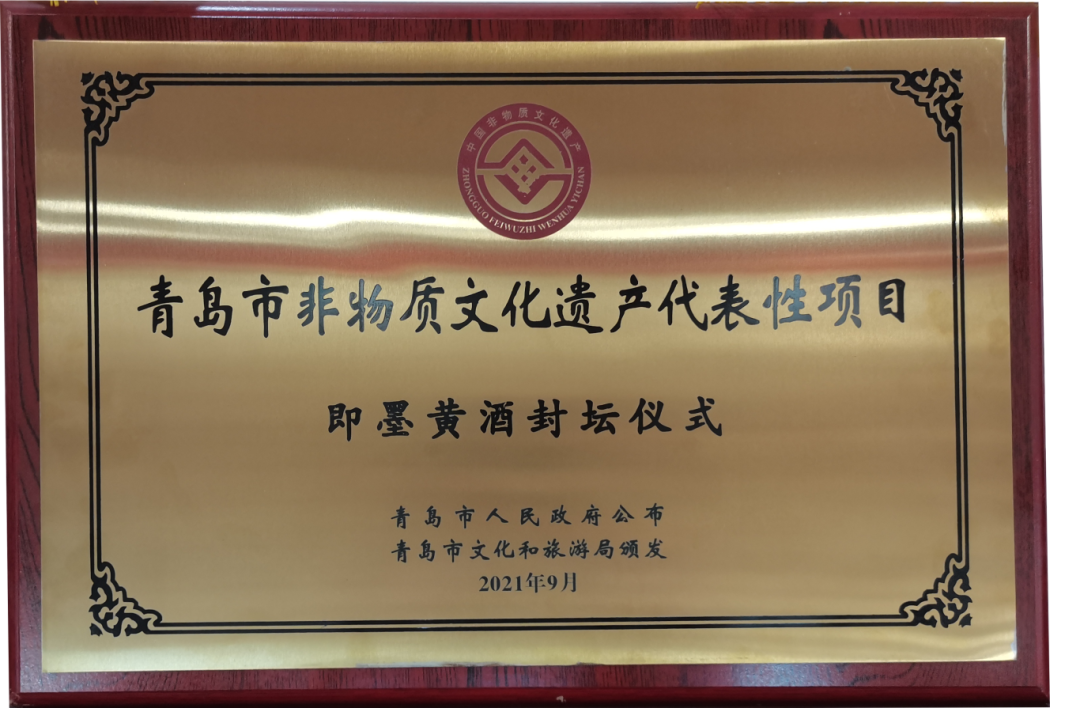 中国非物质文化遗产
ZHONGGUO FEIWUZHI WENHUA YICHAN
青岛市非物质文化遗产代表性项目
即墨黄酒封坛仪式
青岛市人民政府公布
青岛市文化和旅游局颁发
2021年9月